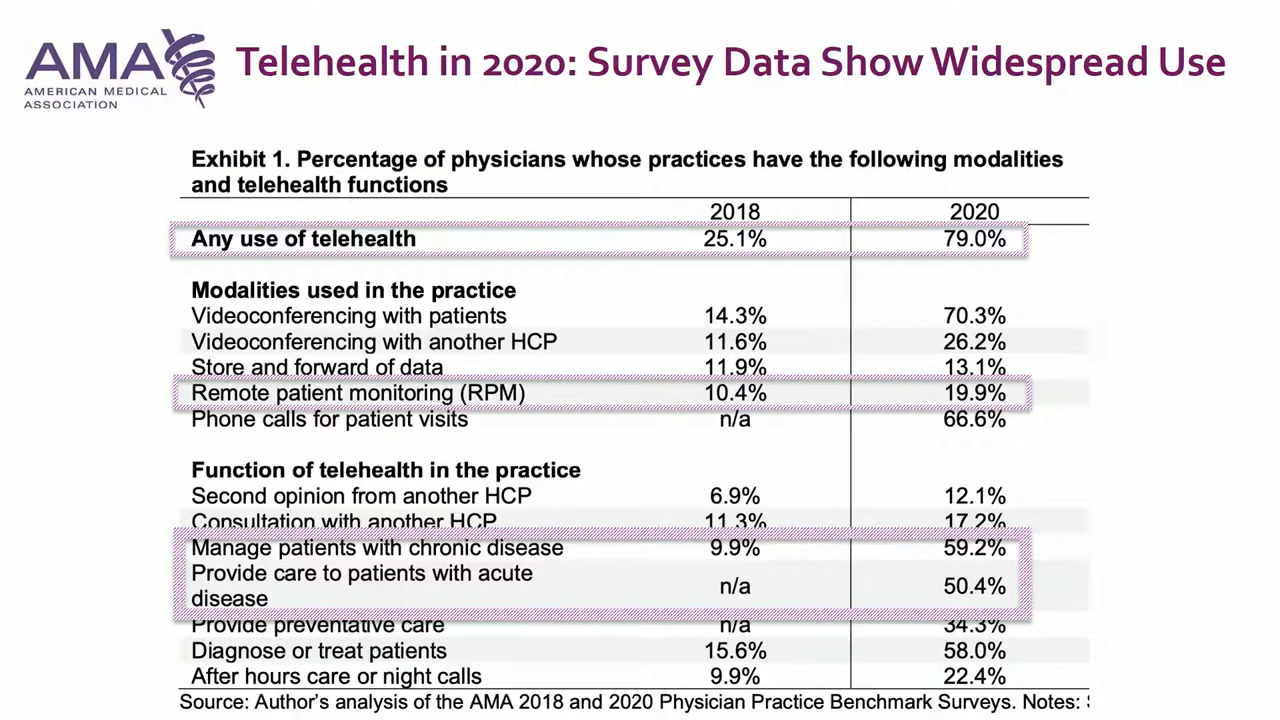 AMA
AMERICAN MEDICAL
ASSOCIATION
Telehealth in 2020: Survey Data Show Widespread Use
Exhibit 1. Percentage of physicians whose practices have the following modalities
and telehealth functions
2018 2020
Any use of telehealth 25.1% 79.0%
Modalities used in the practice
Videoconferencing with patients 14.3% 70.3%
Videoconferencing with another HCP 11.6% 26.2%
Store and forward of data 11.9% 13.1%
Remote patient monitoring (RPM) 10.4% 19.9%
Phone calls for patient visits n/a 66.6%
Function of telehealth in the practice
Second opinion from another HCP 6.9% 12.1%
Consultation with another HCP 11.3% 17.2%
Manage patients with chronic disease 9.9% 59.2%
Provide care to patients with acute
disease n/a 50.4%
Provide preventative care n/a 34.3%
Diagnose or treat patients 15.6% 58.0%
After hours care or night calls 9.9% 22.4%
Source: Author's analysis of the AMA 2018 and 2020 Physician Practice Benchmark Surveys. Notes: